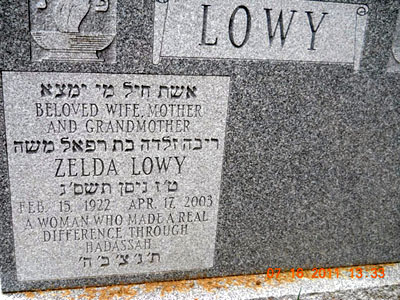 LOWY
אשת חיל מי ימצא
BELOVED WIFE, MOTHER
AND GRANDMOTHER
ריבה זלדה בת רפאל משה
ZELDA LOWY
ט״ו ניסן תשס״ג
FEB. 15, 1922 APR. 17, 2003
A WOMAN WHO MADE A REAL
DIFFERENCE THROUGH
HADASSAH
ת׳ נ׳ צ׳ ב׳ ה׳